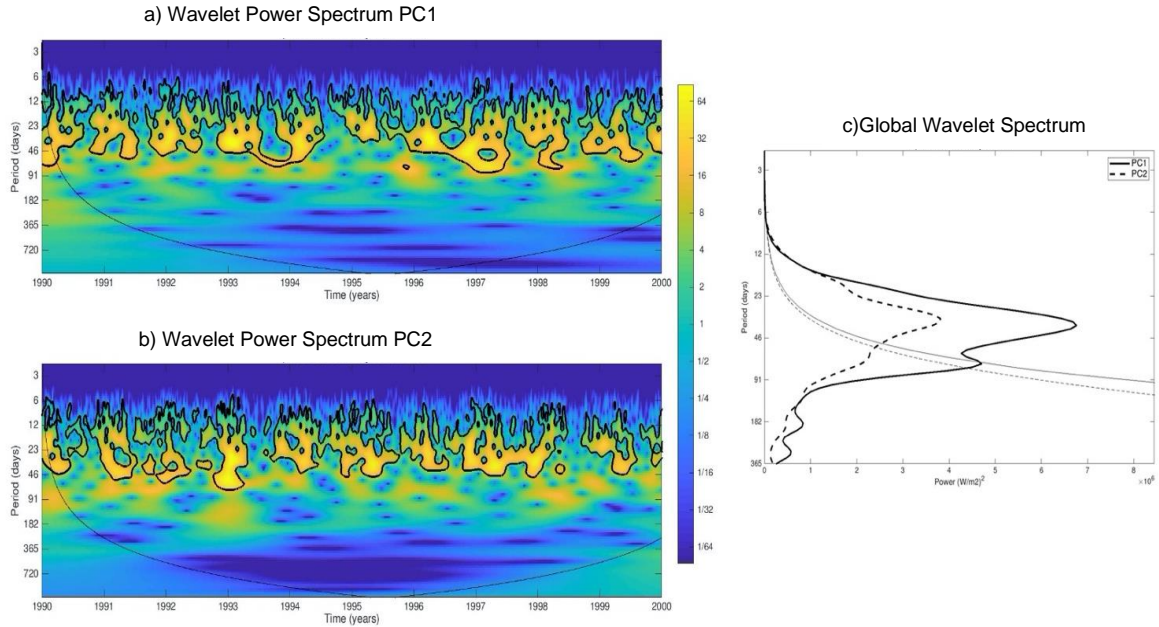 a) Wavelet Power Spectrum PC1
Period (days)
3
6
12
23
46
91
182
365
720
1990 1991 1992 1993 1994 1995 1996 1997 1998 1999 2000
Time (years)
b) Wavelet Power Spectrum PC2
Period (days)
3
6
12
23
46
91
182
365
720
1990 1991 1992 1993 1994 1995 1996 1997 1998 1999 2000
Time (years)
64
32
16
8
4
2
1
1/2
1/4
1/8
1/16
1/32
1/64
c)Global Wavelet Spectrum
PC1
PC2
Period (days)
3
6
12
23
46
91
182
365
0 1 2 3 4 5 6 7 8
×10⁶
Power (W/m2)²